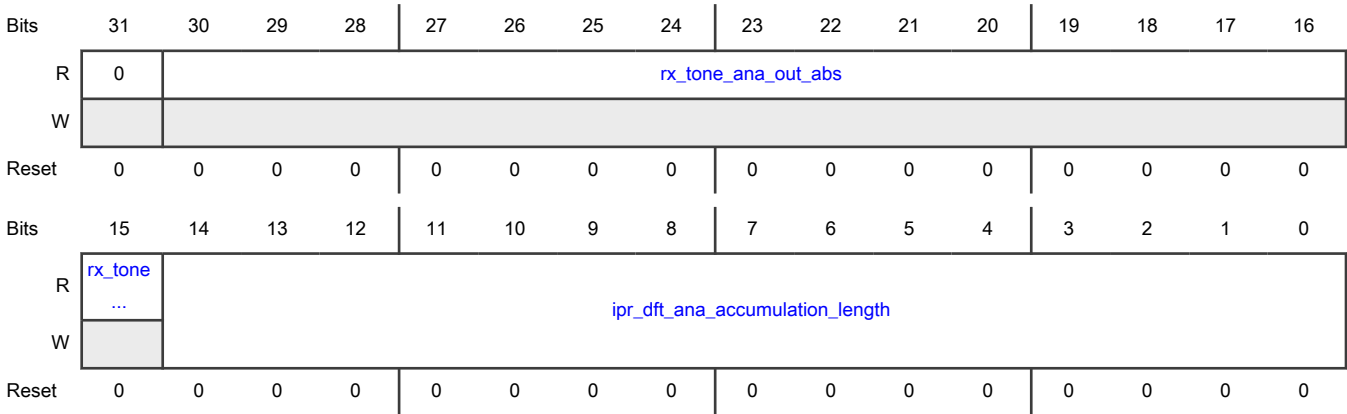 Bits 31 30 29 28 27 26 25 24 23 22 21 20 19 18 17 16
R 0 rx_tone_ana_out_abs
W
Reset 0 0 0 0 0 0 0 0 0 0 0 0 0 0 0 0
Bits 15 14 13 12 11 10 9 8 7 6 5 4 3 2 1 0
R rx_tone
... ipr_dft_ana_accumulation_length
W
Reset 0 0 0 0 0 0 0 0 0 0 0 0 0 0 0 0